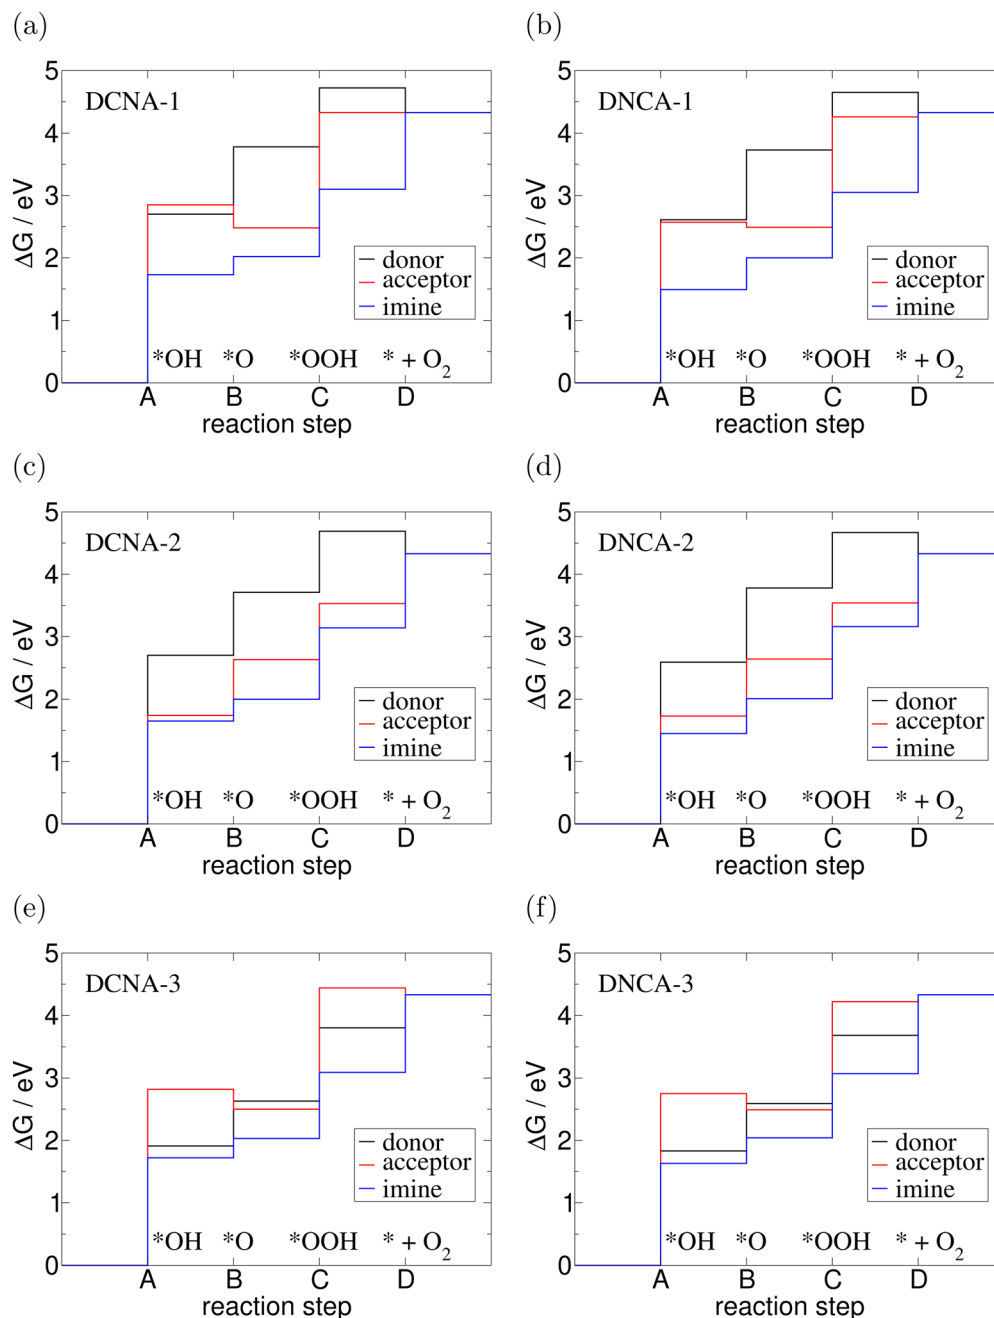 (a)
(b)
5
4
3
2
1
0
ΔG / eV
DCNA-1
donor
acceptor
imine
*OH *O *OOH * + O₂
A B C D
reaction step
5
4
3
2
1
0
ΔG / eV
DNCA-1
donor
acceptor
imine
*OH *O *OOH * + O₂
A B C D
reaction step
(c)
(d)
5
4
3
2
1
0
ΔG / eV
DCNA-2
donor
acceptor
imine
*OH *O *OOH * + O₂
A B C D
reaction step
5
4
3
2
1
0
ΔG / eV
DNCA-2
donor
acceptor
imine
*OH *O *OOH * + O₂
A B C D
reaction step
(e)
(f)
5
4
3
2
1
0
ΔG / eV
DCNA-3
donor
acceptor
imine
*OH *O *OOH * + O₂
A B C D
reaction step
5
4
3
2
1
0
ΔG / eV
DNCA-3
donor
acceptor
imine
*OH *O *OOH * + O₂
A B C D
reaction step